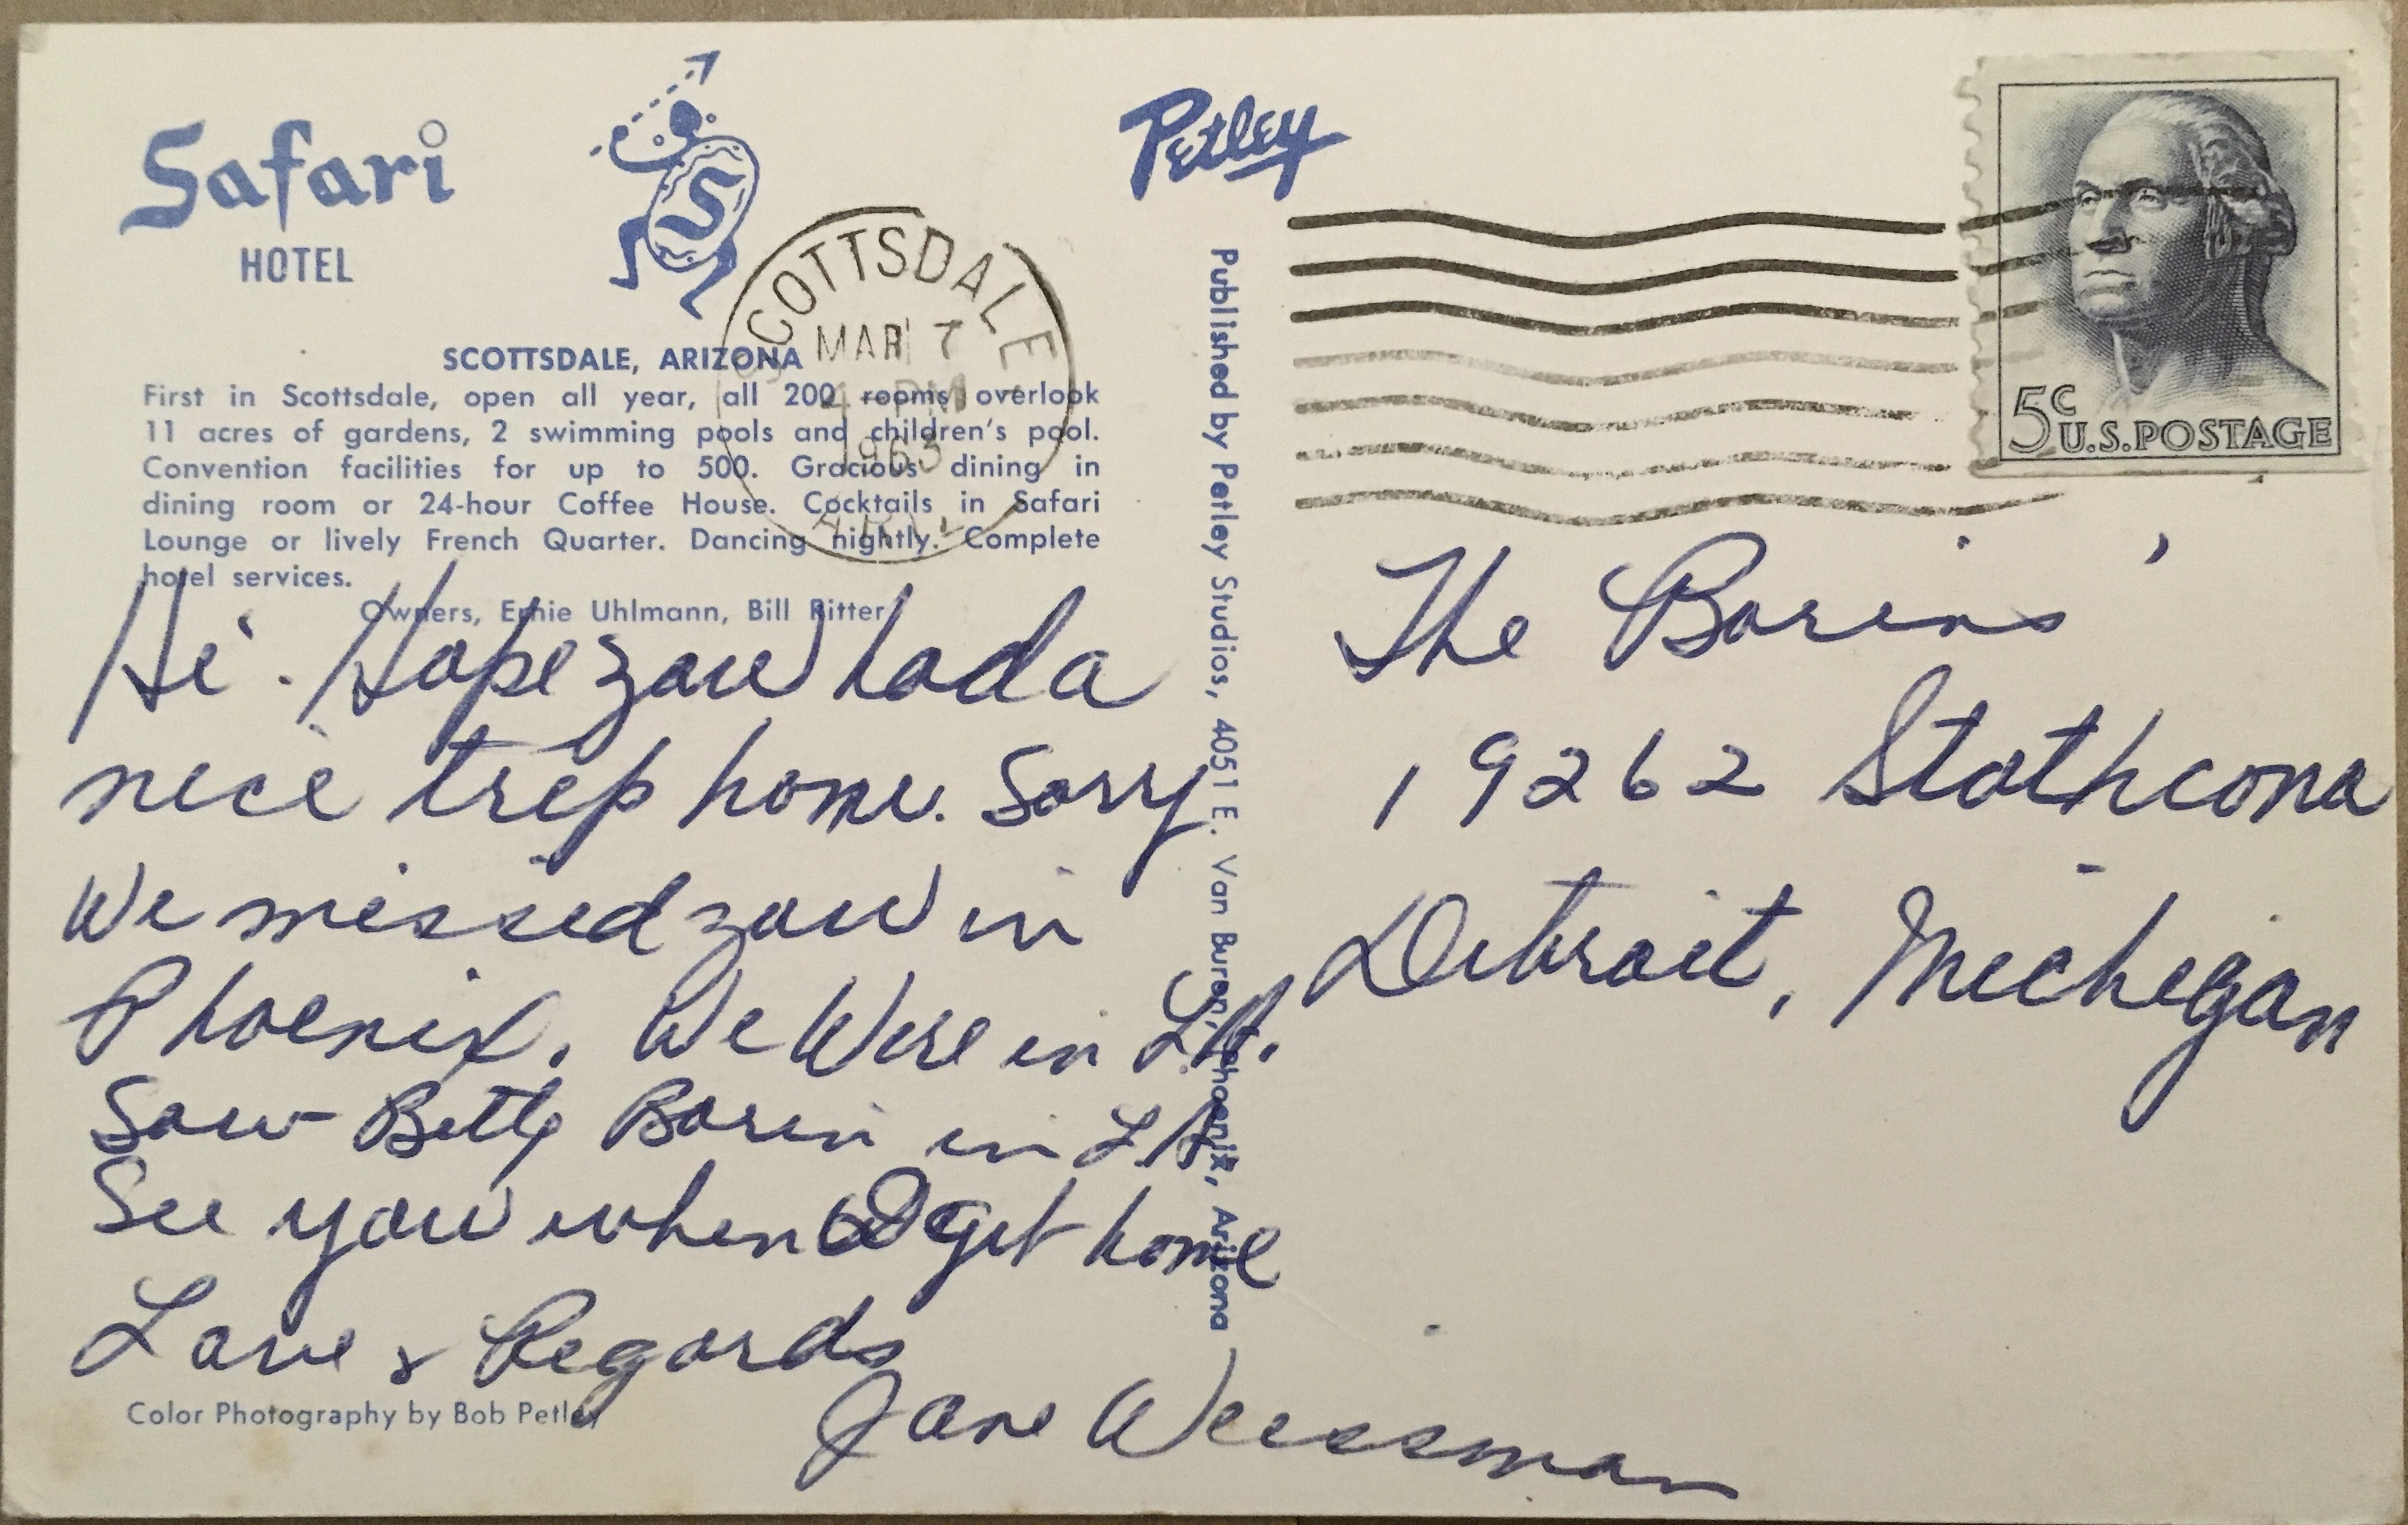 Safari
HOTEL
S
Petley
SCOTTSDALE
MAR 7
4 PM
1963
ARIZ.
5c
U.S. POSTAGE
SCOTTSDALE, ARIZONA
First in Scottsdale, open all year, all 200 rooms overlook
11 acres of gardens, 2 swimming pools and children's pool.
Convention facilities for up to 500. Gracious dining in
dining room or 24-hour Coffee House. Cocktails in Safari
Lounge or lively French Quarter. Dancing nightly. Complete
hotel services.
Owners, Ernie Uhlmann, Bill Ritter
Hi. Hope you had a
nice trip home. Sorry
We missed you in
Phoenix. We Were in L.A.
Saw Betty Borin in L.A.
See you when get home
Love & Regards
Jane Weissman
Color Photography by Bob Petley
Published by Petley Studios, 4051 E. Van Buren, Phoenix, Arizona
The Borins'
19262 Stathcona
Detroit, Michigan